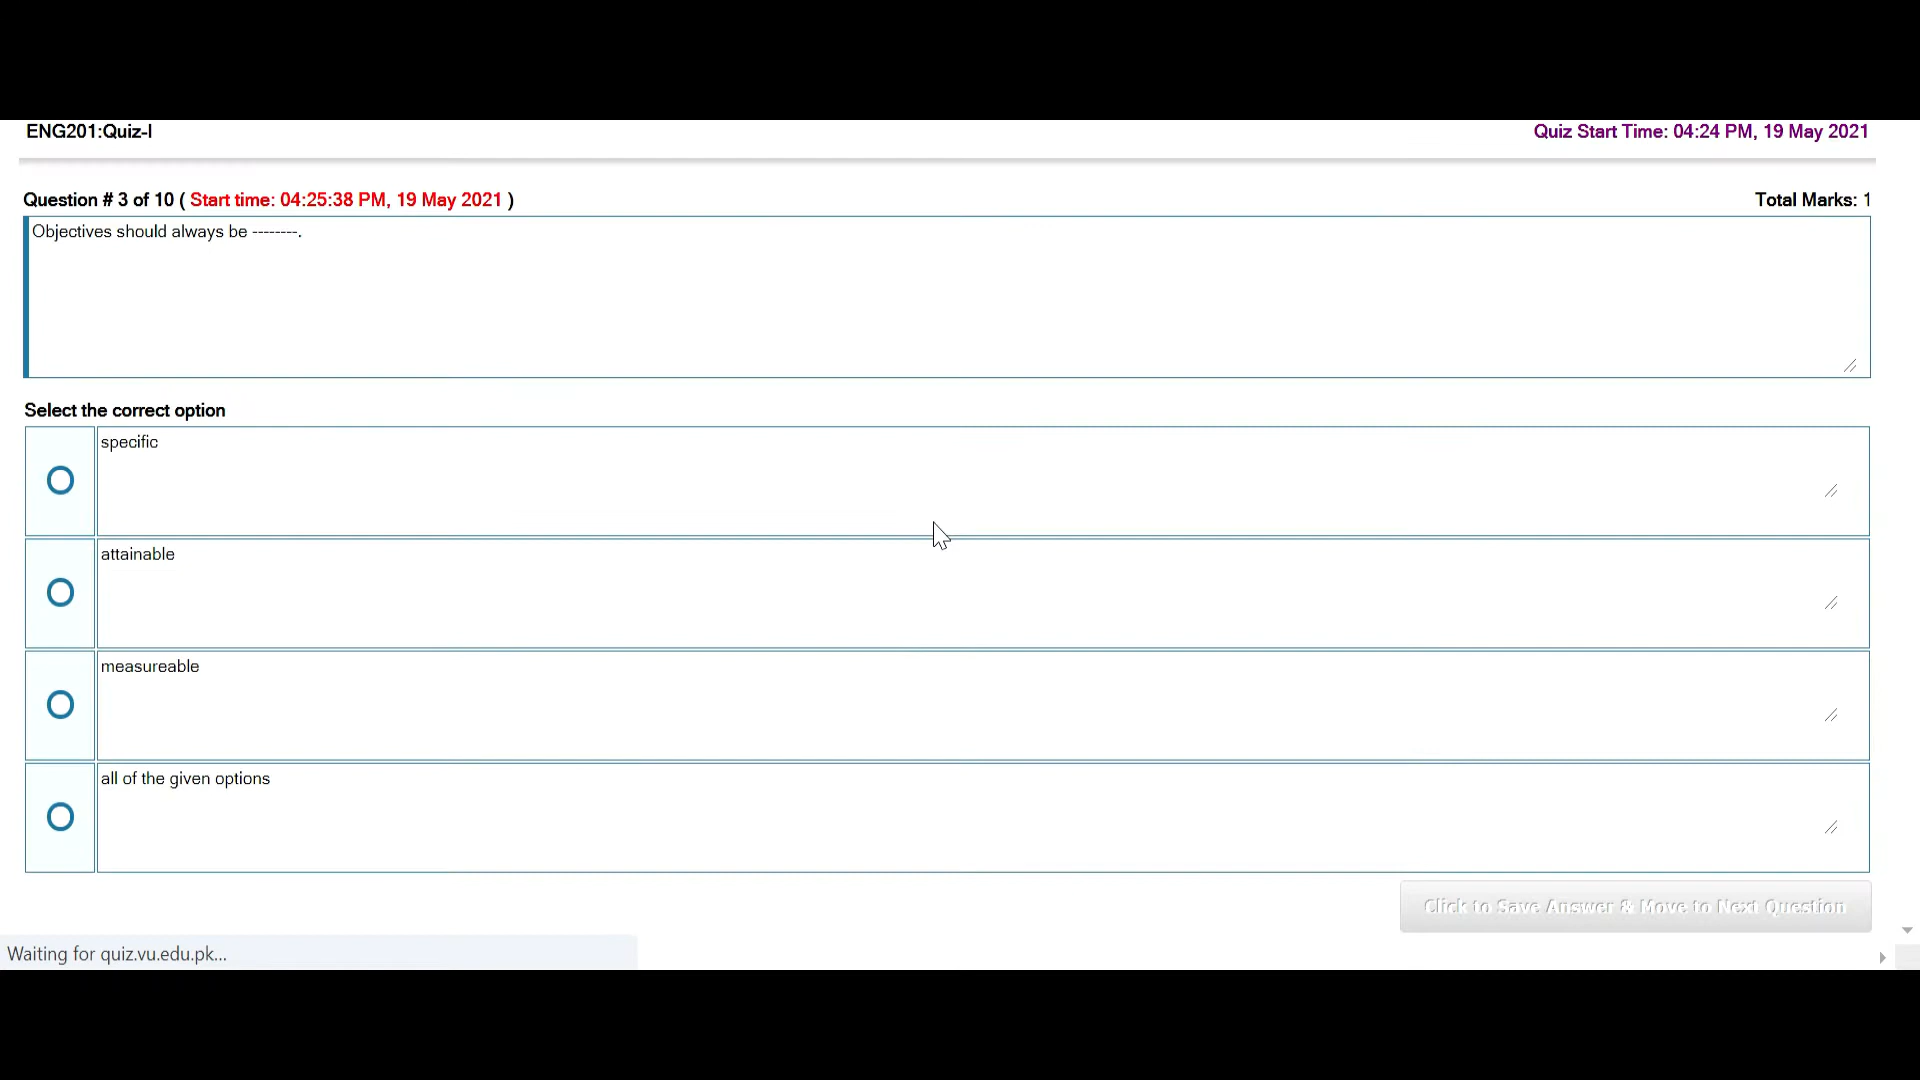 ENG201:Quiz-I
Quiz Start Time: 04:24 PM, 19 May 2021
Question # 3 of 10 ( Start time: 04:25:38 PM, 19 May 2021 )
Total Marks: 1
Objectives should always be --------.
Select the correct option
specific
attainable
measureable
all of the given options
Click to Save Answer & Move to Next Question
Waiting for quiz.vu.edu.pk...